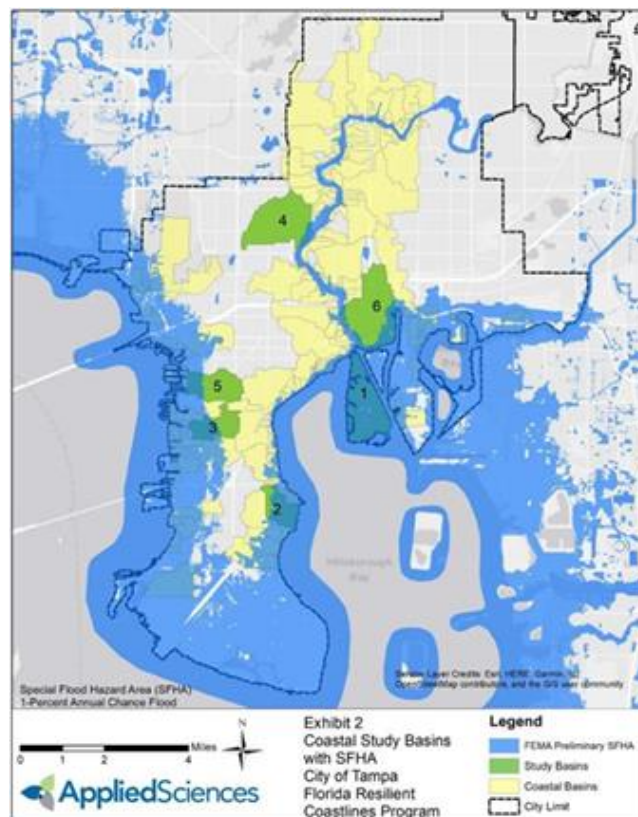 4
6
1
5
3
2
Hillsborough
Bay
Special Flood Hazard Area (SFHA)
1-Percent Annual Chance Flood
Service Layer Credits: Esri, HERE, Garmin, (c)
OpenStreetMap contributors, and the GIS user community
0 1 2 4 Miles
N
AppliedSciences
Exhibit 2
Coastal Study Basins
with SFHA
City of Tampa
Florida Resilient
Coastlines Program
Legend
FEMA Preliminary SFHA
Study Basins
Coastal Basins
City Limit